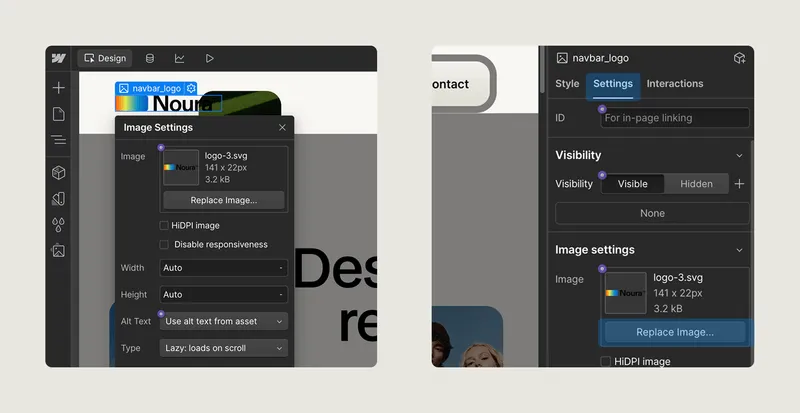 Design
navbar_logo
Noura
Image Settings
Image
logo-3.svg
141 x 22px
3.2 kB
Replace Image...
HiDPI image
Disable responsiveness
Width
Auto
Height
Auto
Alt Text
Use alt text from asset
Type
Lazy: loads on scroll
Des
re
ontact
navbar_logo
Style
Settings
Interactions
ID
For in-page linking
Visibility
Visibility
Visible
Hidden
None
Image settings
Image
Noura
logo-3.svg
141 x 22px
3.2 kB
Replace Image...
HiDPI image